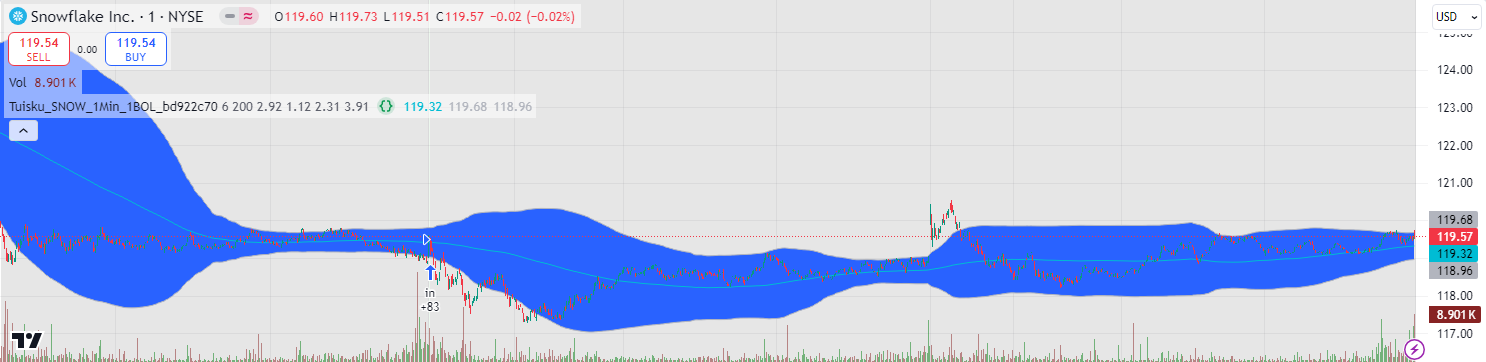 Snowflake Inc. · 1 · NYSE O119.60 H119.73 L119.51 C119.57 −0.02 (−0.02%)
USD
119.54 SELL 0.00 119.54 BUY
Vol 8.901 K
Tuisku_SNOW_1Min_1BOL_bd922c70 6 200 2.92 1.12 2.31 3.91 {} 119.32 119.68 118.96
124.00
123.00
122.00
121.00
119.68
119.57
119.32
118.96
118.00
8.901 K
117.00
in
+83